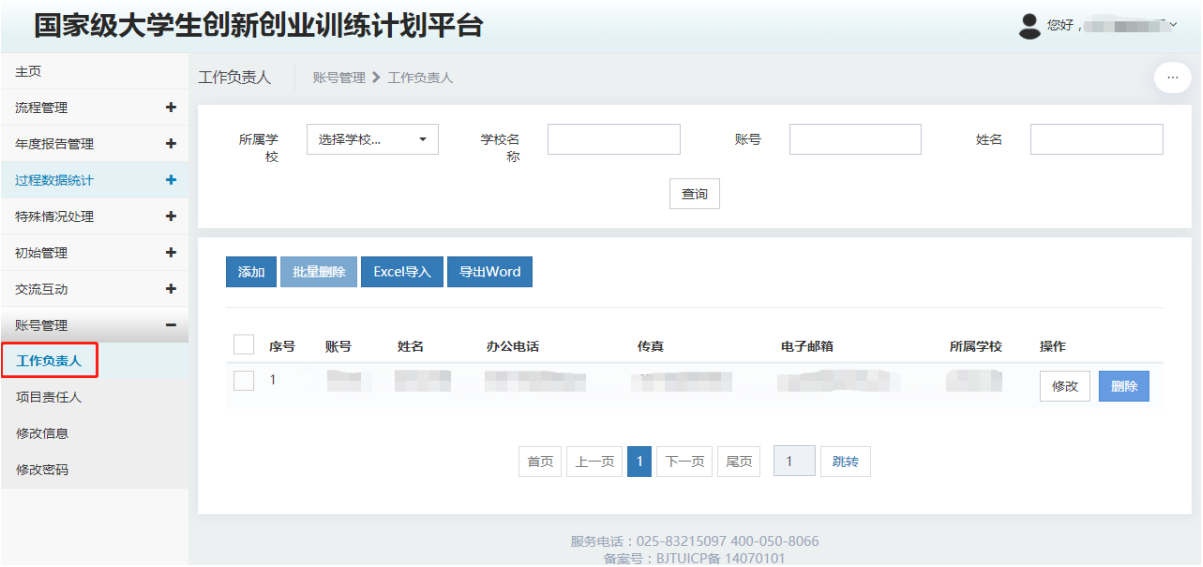 国家级大学生创新创业训练计划平台
您好，
主页
流程管理
年度报告管理
过程数据统计
特殊情况处理
初始管理
交流互动
账号管理
工作负责人
项目责任人
修改信息
修改密码
工作负责人 账号管理 工作负责人
...
所属学校 选择学校... 学校名称 账号 姓名
查询
添加 批量删除 Excel导入 导出Word
序号 账号 姓名 办公电话 传真 电子邮箱 所属学校 操作
1 修改 删除
首页 上一页 1 下一页 尾页 1 跳转
服务电话：025-83215097 400-050-8066
备案号：BJTUICP备 14070101